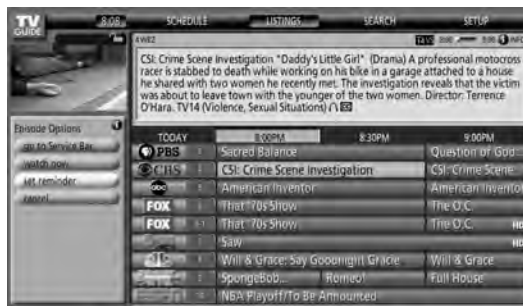 TV GUIDE 8:08 SCHEDULE LISTINGS SEARCH SETUP
4 WBZ
CSI: Crime Scene Investigation "Daddy's Little Girl" (Drama) A professional motocross
racer is stabbed to death while working on his bike in a garage attached to a house
he shared with two women he recently met. The investigation reveals that the victim
was about to leave town with the younger of the two women. Director: Terrence
O'Hara. TV14 (Violence, Sexual Situations)
Episode Options
go to Service Bar
watch now
set reminder
cancel
TODAY 8:00PM 8:30PM 9:00PM
PBS Sacred Balance Question of God
CBS CSI: Crime Scene Investigation CSI: Crime Scene
abc American Inventor American Inventor
FOX That '70s Show The O.C.
FOX That '70s Show The O.C. HD
Saw HD
Will & Grace: Say Goodnight Gracie Will & Grace
SpongeBob... Romeo! Full House
NBA Playoff/To Be Announced